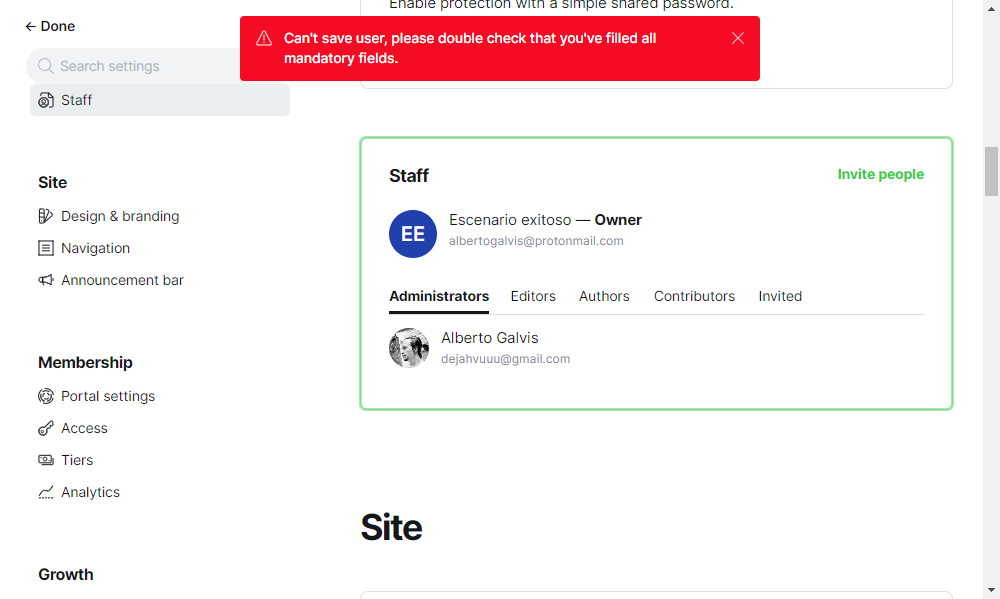 Enable protection with a simple shared password.
← Done
Can't save user, please double check that you've filled all
mandatory fields.
Search settings
Staff
Site
Design & branding
Navigation
Announcement bar
Membership
Portal settings
Access
Tiers
Analytics
Growth
Staff
Invite people
EE
Escenario exitoso — Owner
albertogalvis@protonmail.com
Administrators Editors Authors Contributors Invited
Alberto Galvis
dejahvuuu@gmail.com
Site